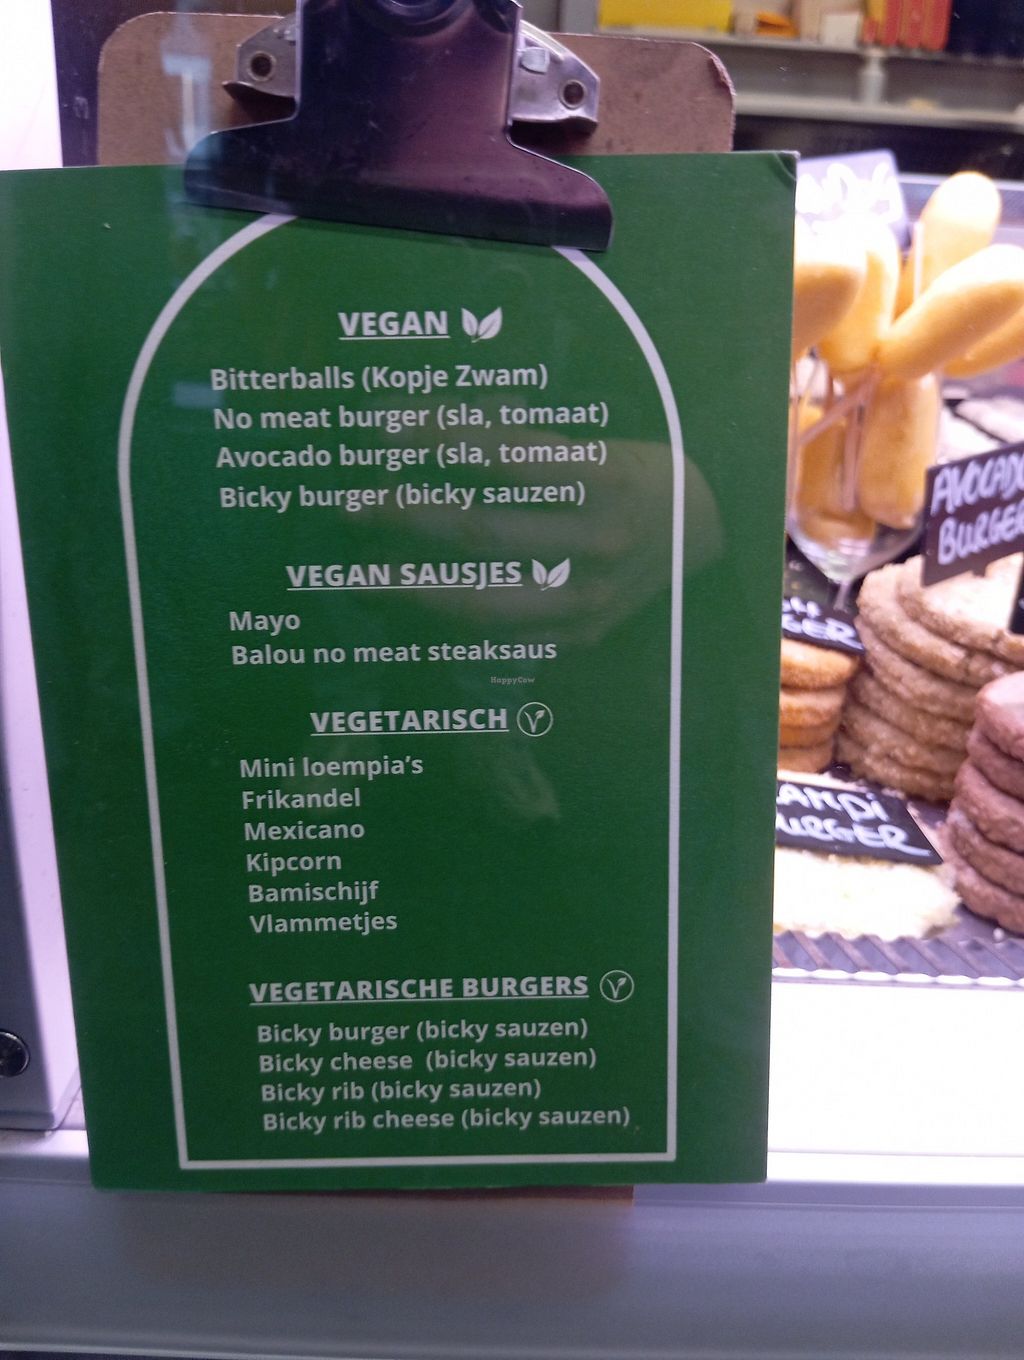 VEGAN
Bitterballs (Kopje Zwam)
No meat burger (sla, tomaat)
Avocado burger (sla, tomaat)
Bicky burger (bicky sauzen)
VEGAN SAUSJES
Mayo
Balou no meat steaksaus
HappyCow
VEGETARISCH
Mini loempia's
Frikandel
Mexicano
Kipcorn
Bamischijf
Vlammetjes
VEGETARISCHE BURGERS
Bicky burger (bicky sauzen)
Bicky cheese (bicky sauzen)
Bicky rib (bicky sauzen)
Bicky rib cheese (bicky sauzen)
AVOCADO
BURGER